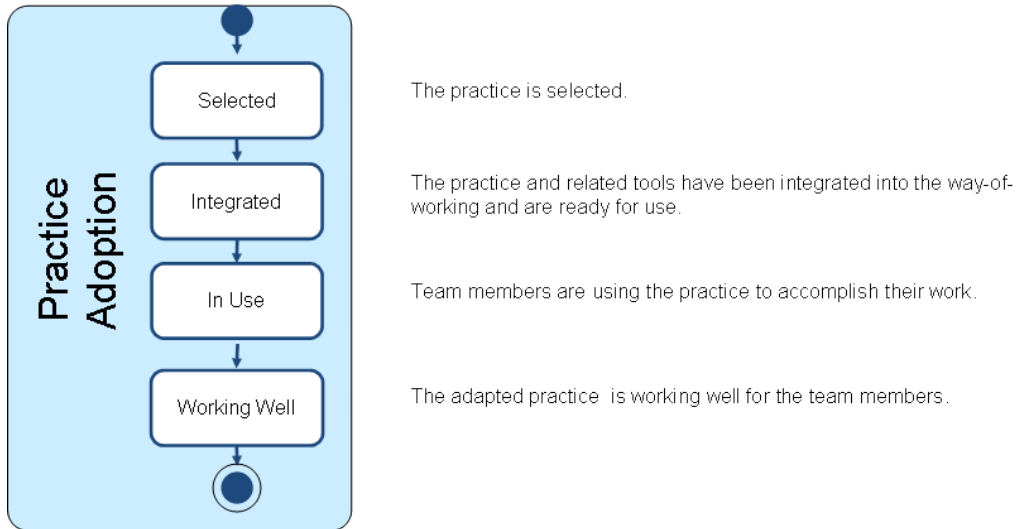 Practice
Adoption
Selected
The practice is selected.
Integrated
The practice and related tools have been integrated into the way-of-
working and are ready for use.
In Use
Team members are using the practice to accomplish their work.
Working Well
The adapted practice is working well for the team members.